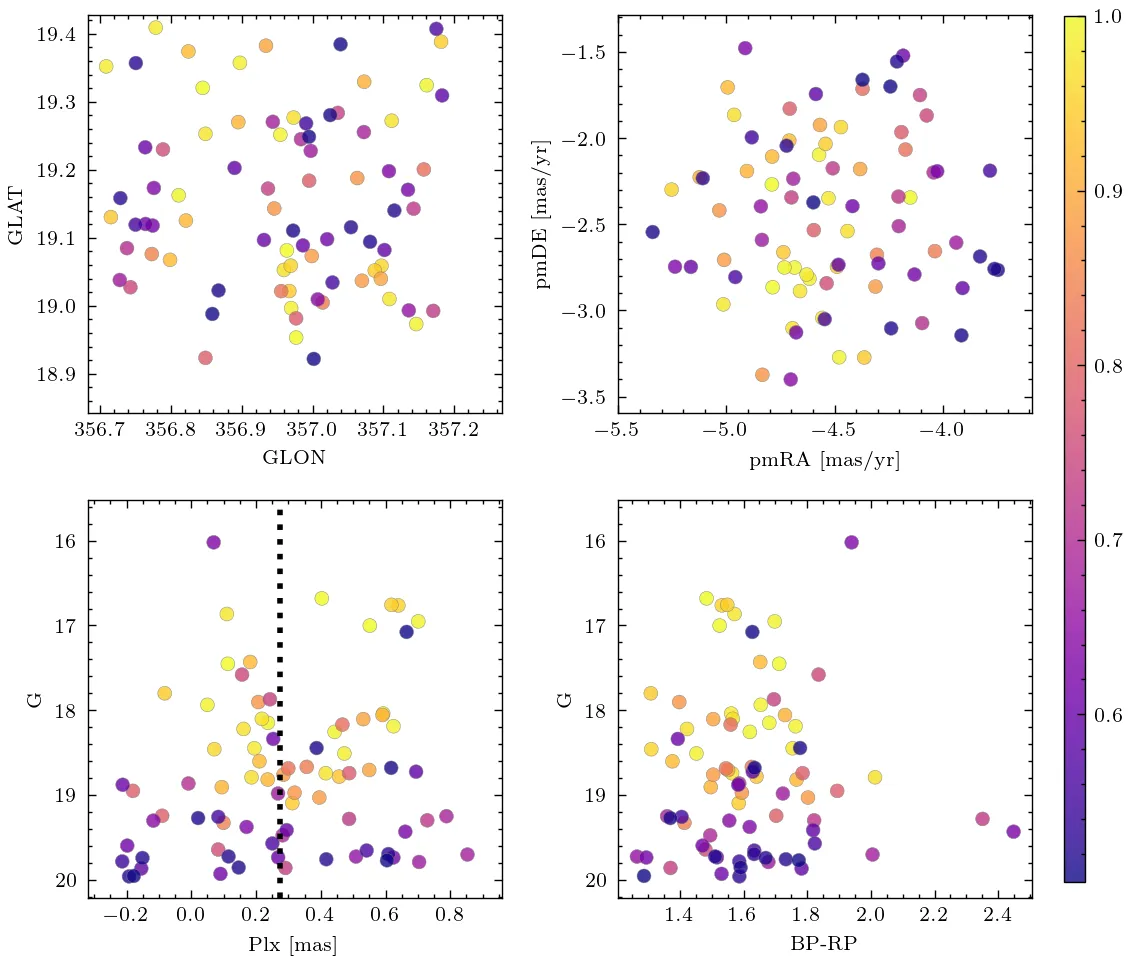 19.4
19.3
19.2
19.1
19.0
18.9
GLAT
356.7 356.8 356.9 357.0 357.1 357.2
GLON
−1.5
−2.0
−2.5
−3.0
−3.5
pmDE [mas/yr]
−5.5 −5.0 −4.5 −4.0
pmRA [mas/yr]
1.0
0.9
0.8
0.7
0.6
16
17
18
19
20
G
−0.2 0.0 0.2 0.4 0.6 0.8
Plx [mas]
16
17
18
19
20
G
1.4 1.6 1.8 2.0 2.2 2.4
BP-RP